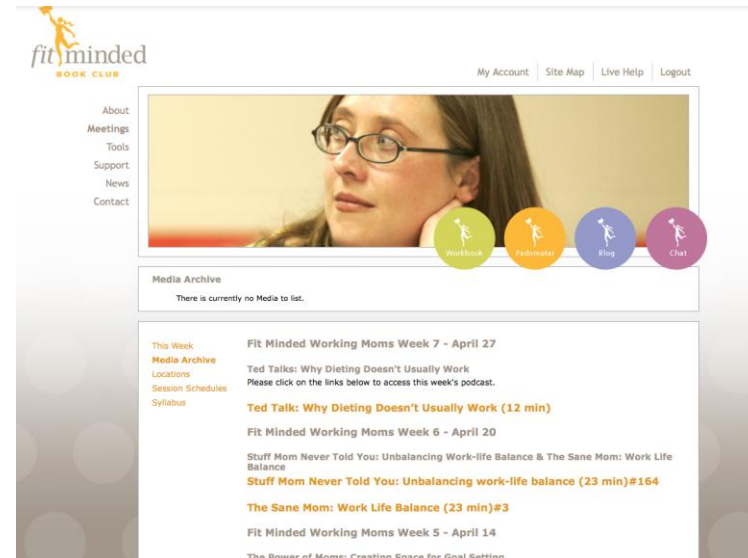 fit minded
BOOK CLUB
My Account
Site Map
Live Help
Logout
About
Meetings
Tools
Support
News
Contact
Workbook
Pedometer
Blog
Chat
Media Archive
There is currently no Media to list.
This Week
Media Archive
Locations
Session Schedules
Syllabus
Fit Minded Working Moms Week 7 - April 27
Ted Talks: Why Dieting Doesn't Usually Work
Please click on the links below to access this week's podcast.
Ted Talk: Why Dieting Doesn't Usually Work (12 min)
Fit Minded Working Moms Week 6 - April 20
Stuff Mom Never Told You: Unbalancing Work-life Balance & The Sane Mom: Work Life
Balance
Stuff Mom Never Told You: Unbalancing work-life balance (23 min)#164
The Sane Mom: Work Life Balance (23 min)#3
Fit Minded Working Moms Week 5 - April 14
The Power of Moms: Creating Space for Goal Setting